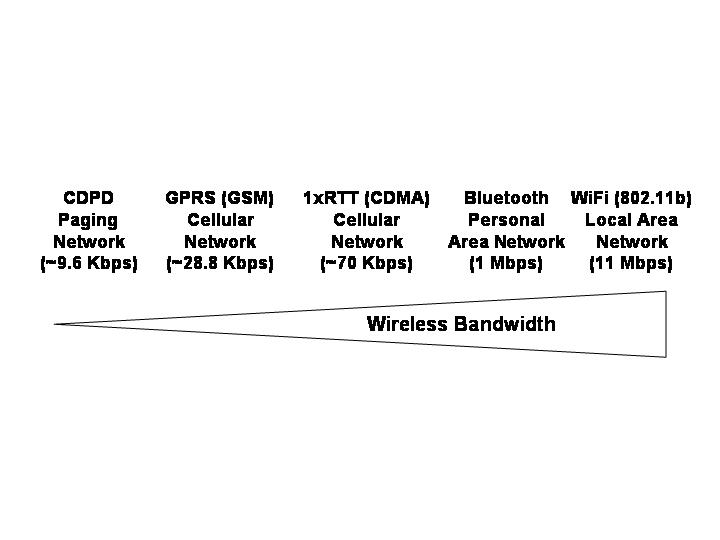 CDPD
Paging
Network
(~9.6 Kbps)
GPRS (GSM)
Cellular
Network
(~28.8 Kbps)
1xRTT (CDMA)
Cellular
Network
(~70 Kbps)
Bluetooth
Personal
Area Network
(1 Mbps)
WiFi (802.11b)
Local Area
Network
(11 Mbps)
Wireless Bandwidth